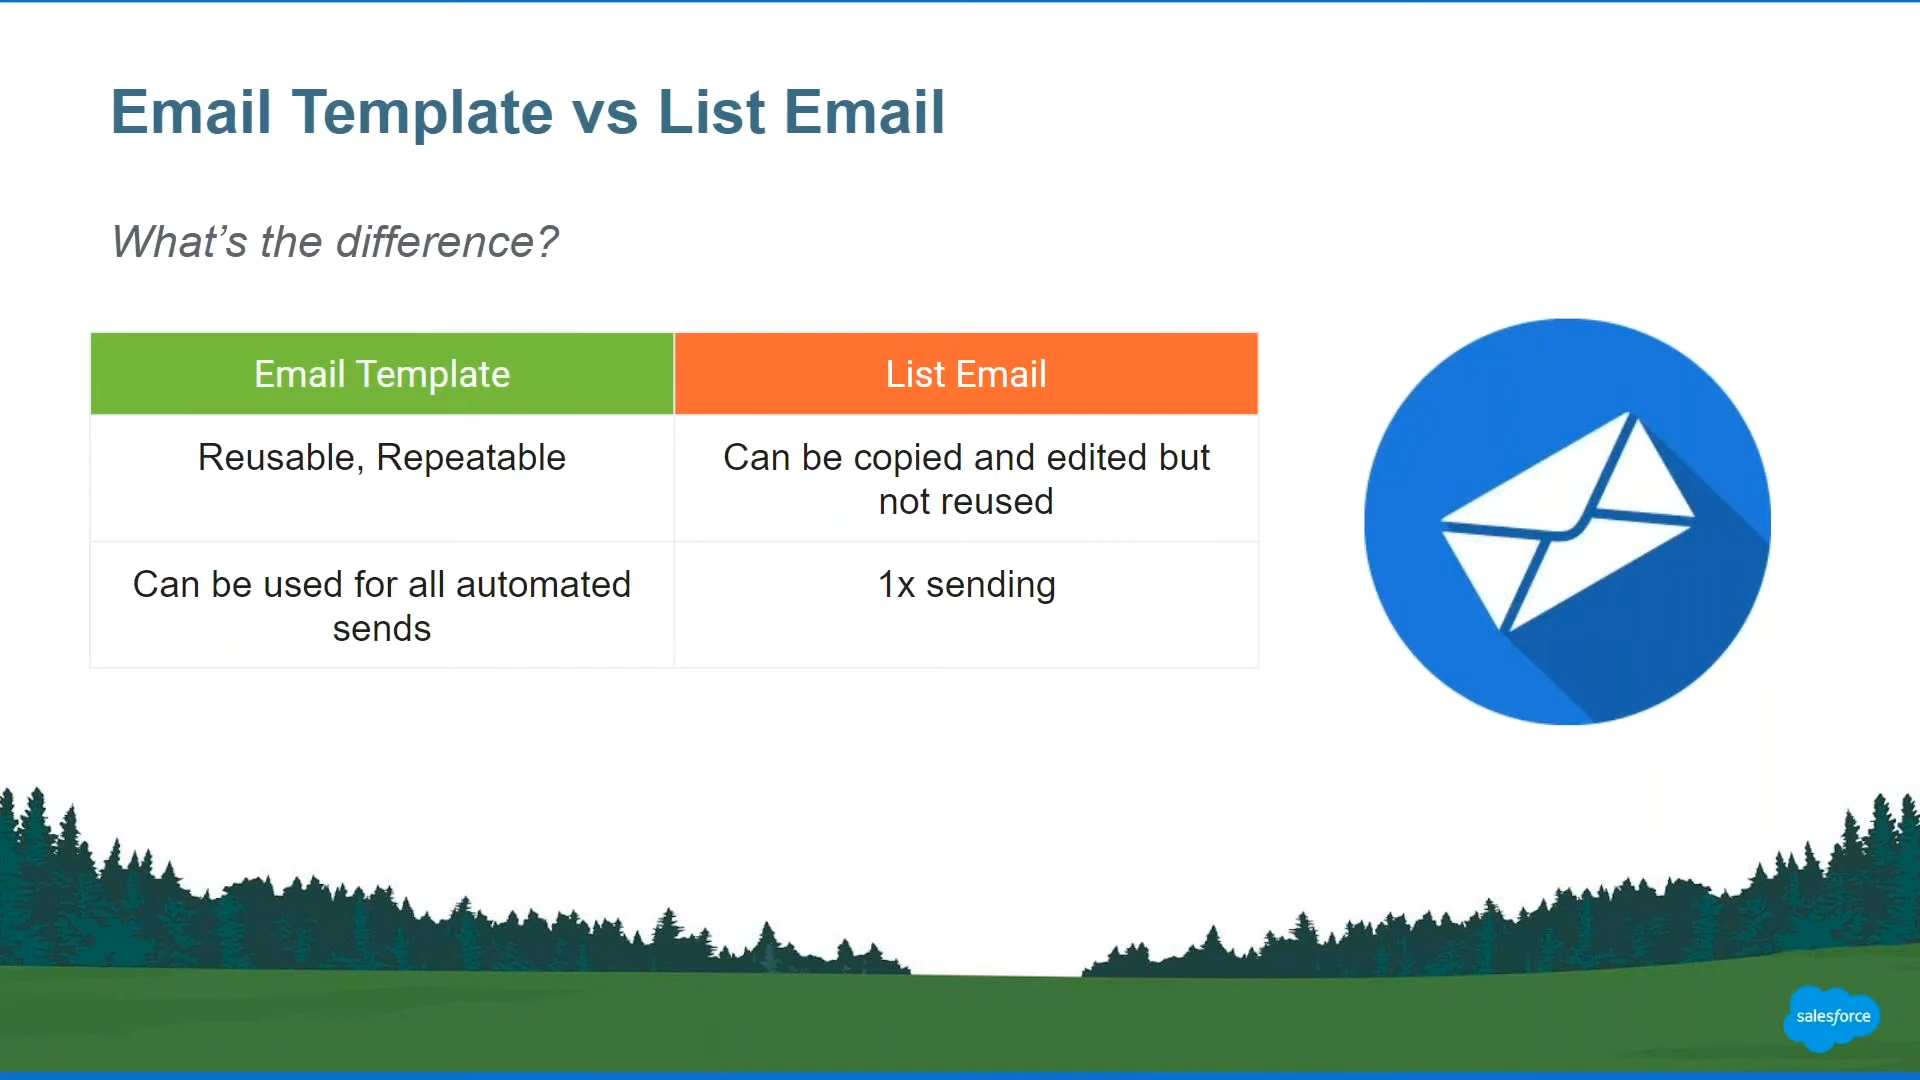 Email Template vs List Email
What’s the difference?
Email Template
List Email
Reusable, Repeatable
Can be copied and edited but
not reused
Can be used for all automated
sends
1x sending
salesforce